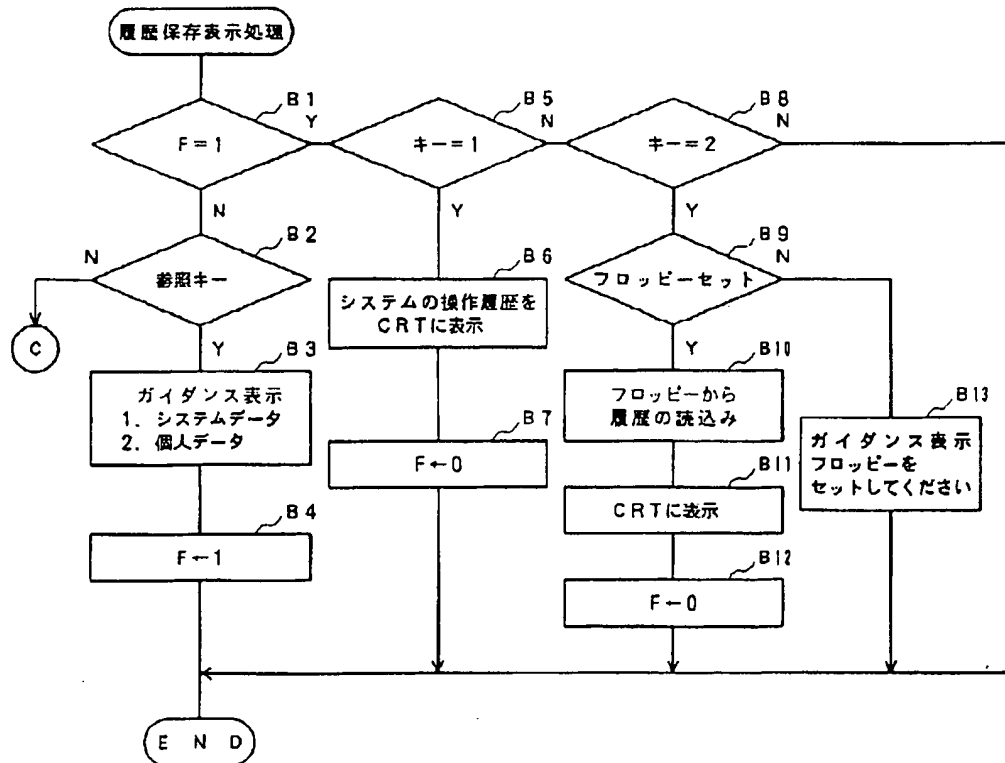 履歴保存表示処理
B1
F=1
Y
N
B5
キー=1
N
Y
B8
キー=2
N
Y
B2
参照キー
N
Y
C
B6
システムの操作履歴を
CRTに表示
B9
フロッピーセット
N
Y
B3
ガイダンス表示
1. システムデータ
2. 個人データ
B7
F←0
B10
フロッピーから
履歴の読込み
B13
ガイダンス表示
フロッピーを
セットしてください
B4
F←1
B11
CRTに表示
B12
F←0
END